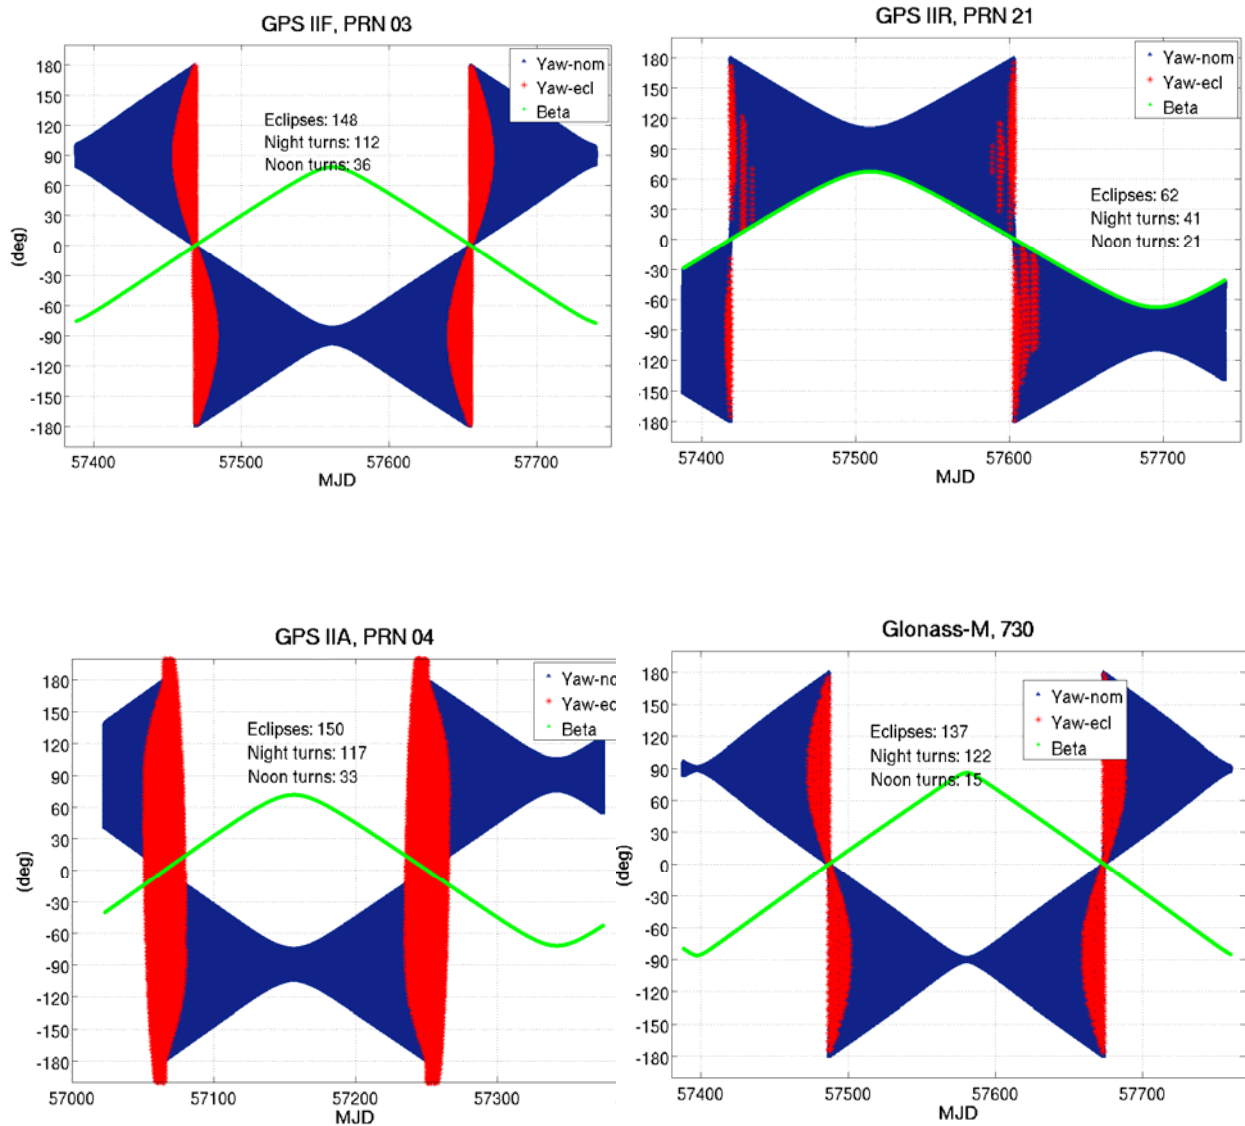 GPS IIF, PRN 03
180
150
120
90
60
30
0
-30
-60
-90
-120
-150
-180
(deg)
Yaw-nom
Yaw-ecl
Beta
Eclipses: 148
Night turns: 112
Noon turns: 36
57400
57500
57600
57700
MJD
GPS IIR, PRN 21
180
150
120
90
60
30
0
-30
-60
-90
-120
-150
-180
Yaw-nom
Yaw-ecl
Beta
Eclipses: 62
Night turns: 41
Noon turns: 21
57400
57500
57600
57700
MJD
GPS IIA, PRN 04
180
150
120
90
60
30
0
-30
-60
-90
-120
-150
-180
(deg)
Yaw-no
Yaw-ec
Beta
Eclipses: 150
Night turns: 117
Noon turns: 33
57000
57100
57200
57300
MJD
Glonass-M, 730
180
150
120
90
60
30
0
-30
-60
-90
-120
-150
-180
(deg)
Yaw-nom
Yaw-ecl
Beta
Eclipses: 137
Night turns: 122
Noon turns: 15
57400
57500
57600
57700
MJD